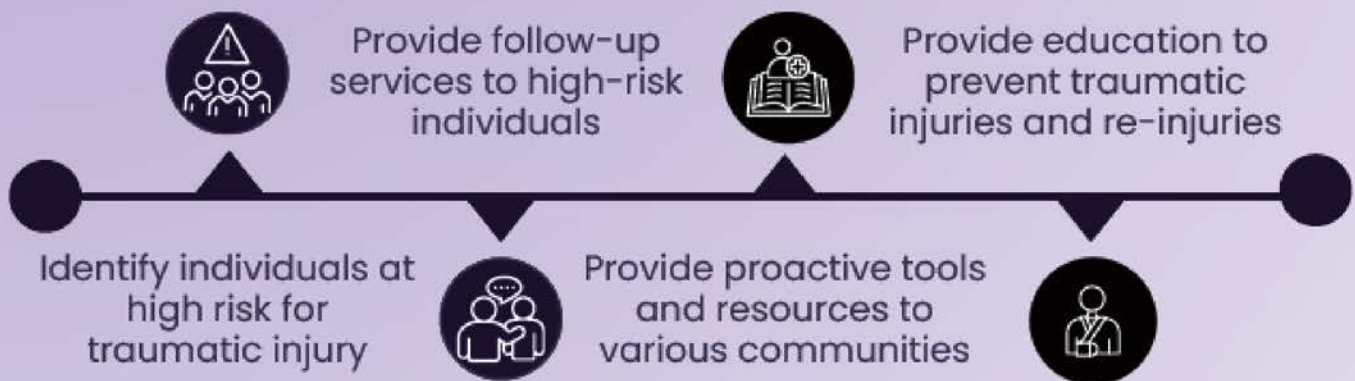 Provide follow-up
services to high-risk
individuals
Provide education to
prevent traumatic
injuries and re-injuries
Identify individuals at
high risk for
traumatic injury
Provide proactive tools
and resources to
various communities